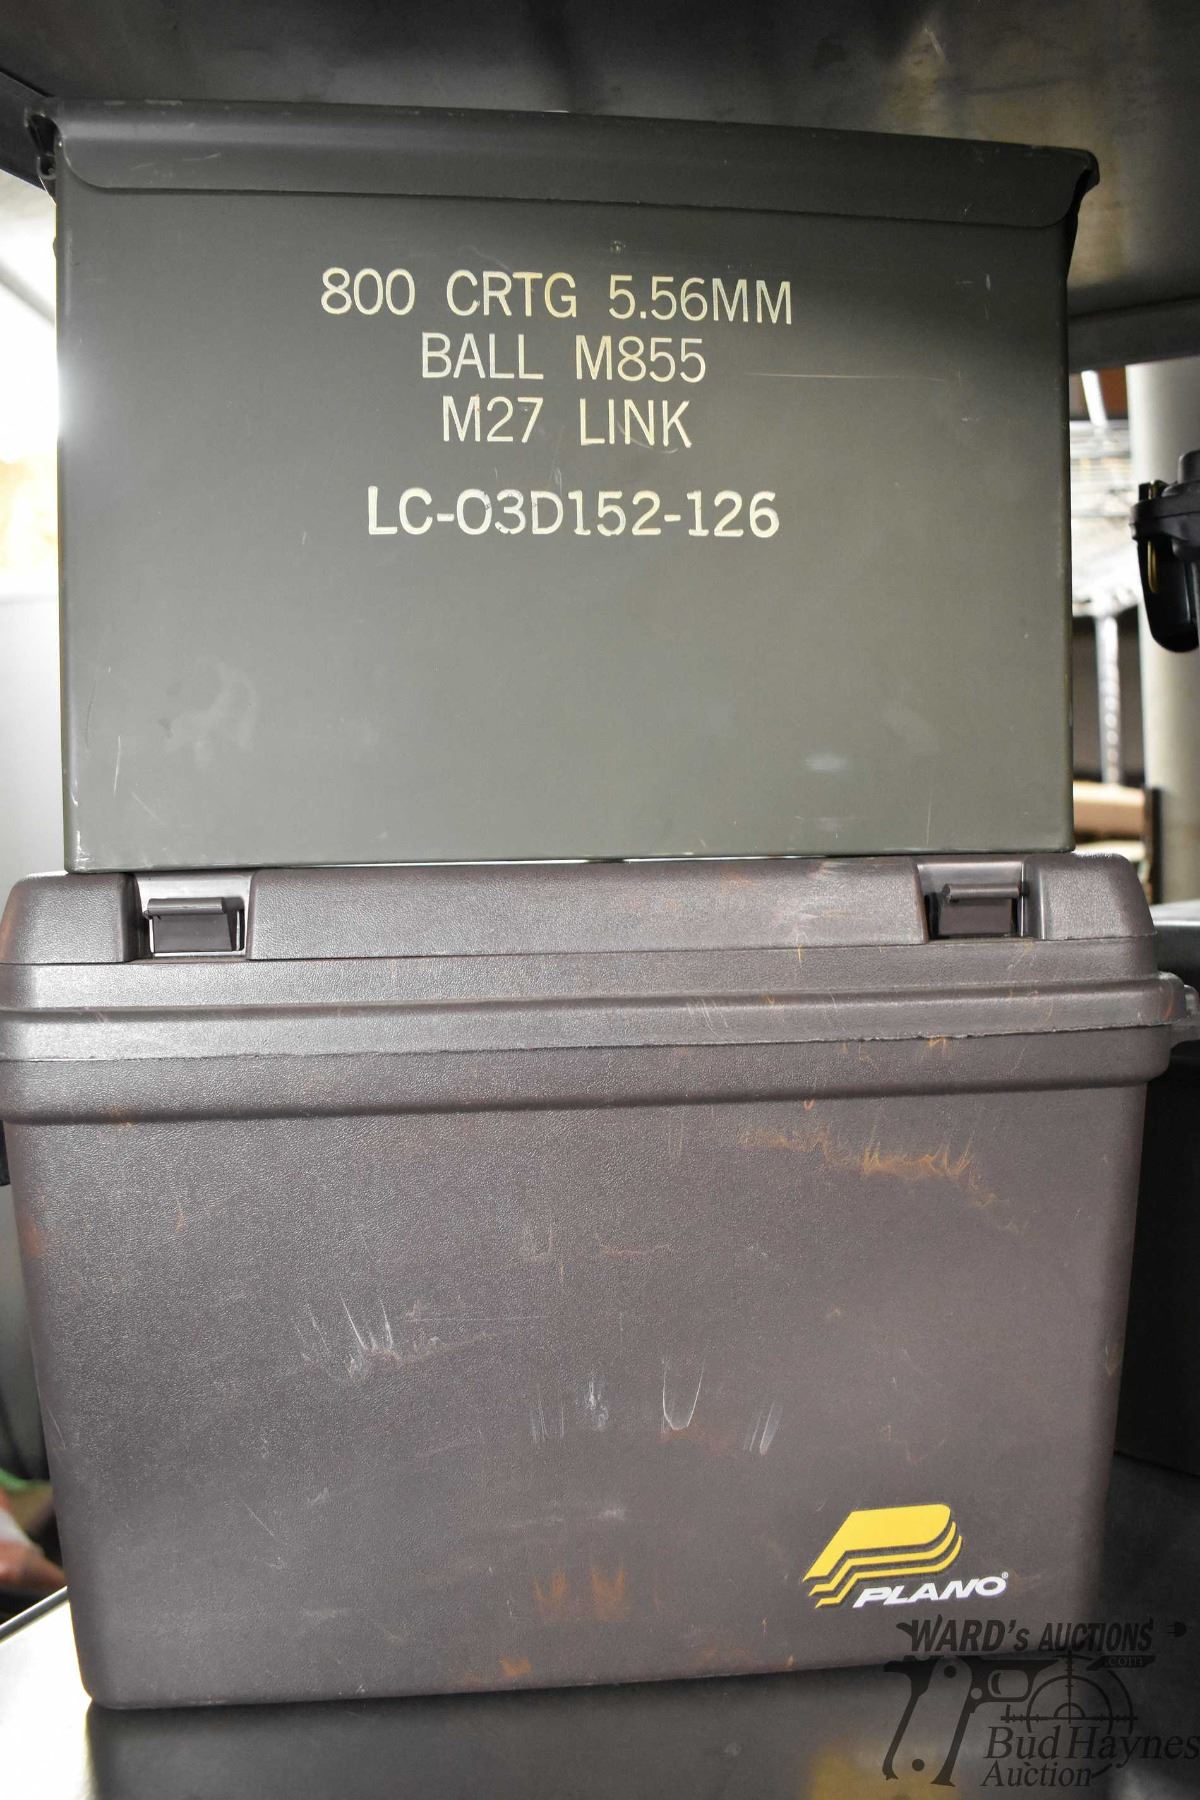 800 CRTG 5.56MM
BALL M855
M27 LINK
LC-03D152-126
PLANO®
WARD's AUCTIONS
.com
Bud Haynes
Auction